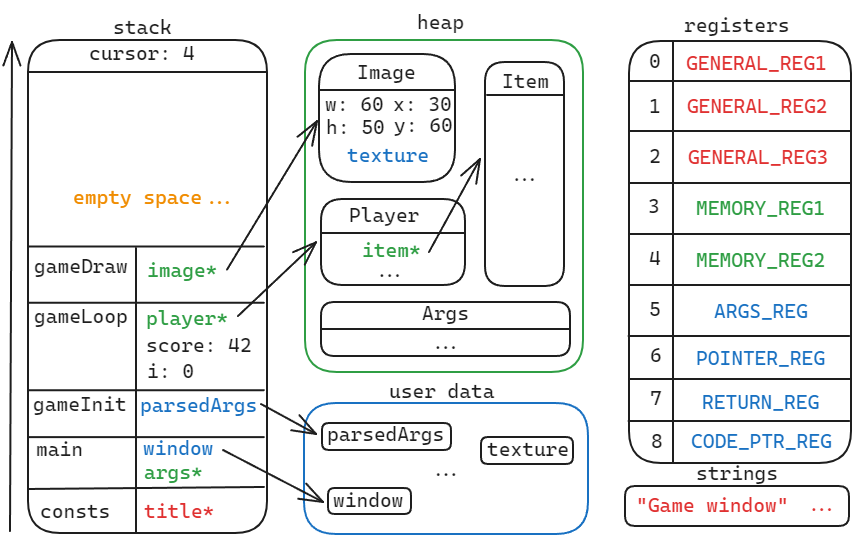 stack
cursor: 4
empty space ...
gameDraw image*
gameLoop player*
score: 42
i: 0
gameInit parsedArgs
main window
args*
consts title*
heap
Image
w: 60 x: 30
h: 50 y: 60
texture
Item
...
Player
item*
...
Args
...
user data
parsedArgs
texture
...
window
registers
0 GENERAL_REG1
1 GENERAL_REG2
2 GENERAL_REG3
3 MEMORY_REG1
4 MEMORY_REG2
5 ARGS_REG
6 POINTER_REG
7 RETURN_REG
8 CODE_PTR_REG
strings
"Game window" ...